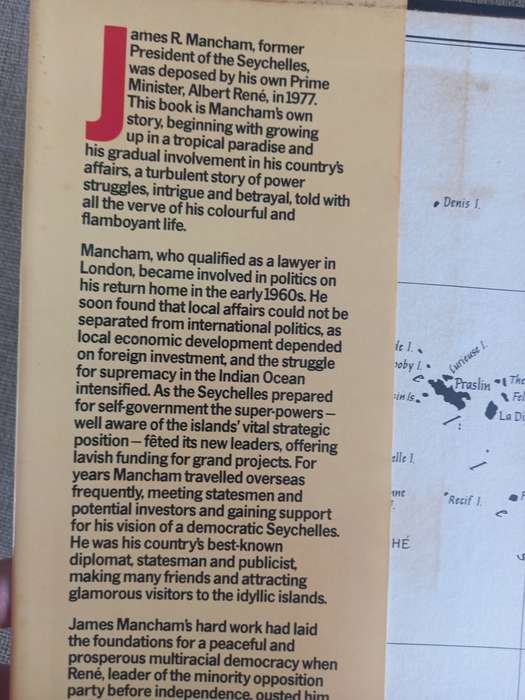 James R. Mancham, former
President of the Seychelles,
was deposed by his own Prime
Minister, Albert René, in 1977.
This book is Mancham's own
story, beginning with growing
up in a tropical paradise and
his gradual involvement in his country's
affairs, a turbulent story of power
struggles, intrigue and betrayal, told with
all the verve of his colourful and
flamboyant life.
Mancham, who qualified as a lawyer in
London, became involved in politics on
his return home in the early 1960s. He
soon found that local affairs could not be
separated from international politics, as
local economic development depended
on foreign investment, and the struggle
for supremacy in the Indian Ocean
intensified. As the Seychelles prepared
for self-government the super-powers –
well aware of the islands' vital strategic
position – fêted its new leaders, offering
lavish funding for grand projects. For
years Mancham travelled overseas
frequently, meeting statesmen and
potential investors and gaining support
for his vision of a democratic Seychelles.
He was his country's best-known
diplomat, statesman and publicist,
making many friends and attracting
glamorous visitors to the idyllic islands.
James Mancham's hard work had laid
the foundations for a peaceful and
prosperous multiracial democracy when
René, leader of the minority opposition
party before independence, ousted him
Denis I.
Curieuse I.
Praslin
La Di
Recif I.
HÉ